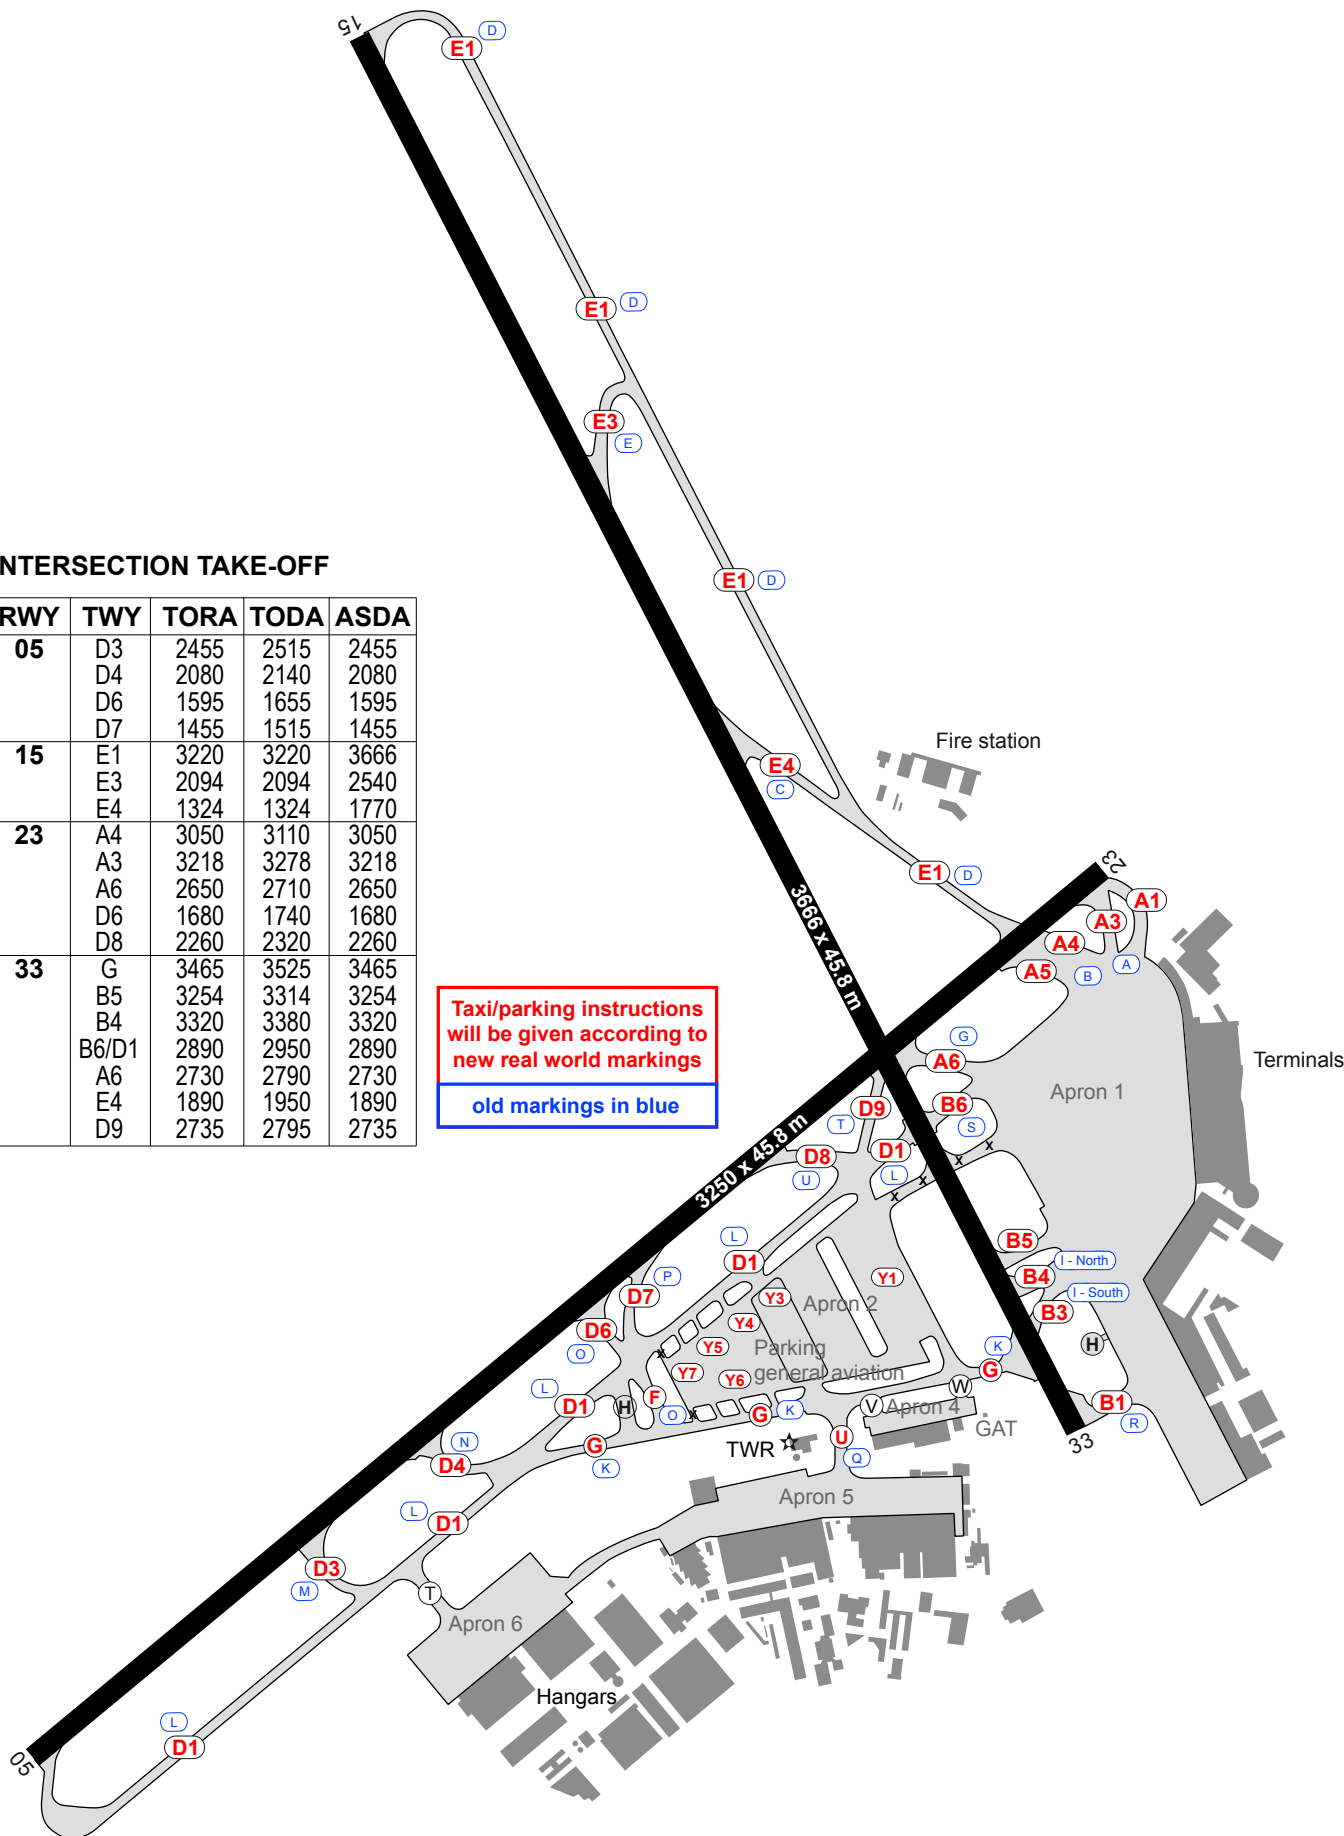 15
E1
D
E1
D
E3
E
NTERSECTION TAKE-OFF
RWY TWY TORA TODA ASDA
05 D3 2455 2515 2455
D4 2080 2140 2080
D6 1595 1655 1595
D7 1455 1515 1455
15 E1 3220 3220 3666
E3 2094 2094 2540
E4 1324 1324 1770
23 A4 3050 3110 3050
A3 3218 3278 3218
A6 2650 2710 2650
D6 1680 1740 1680
D8 2260 2320 2260
33 G 3465 3525 3465
B5 3254 3314 3254
B4 3320 3380 3320
B6/D1 2890 2950 2890
A6 2730 2790 2730
E4 1890 1950 1890
D9 2735 2795 2735
Taxi/parking instructions
will be given according to
new real world markings
old markings in blue
E1
D
Fire station
E4
C
E1
D
23
3666 x 45.8 m
A1
A3
A4
A
A5
B
G
A6
Terminals
Apron 1
B6
S
D9
T
D1
L
D8
U
3250 x 45.8 m
x
x
x
x
L
D1
B5
I - North
B4
I - South
B3
H
P
D7
Y1
Y3
Apron 2
D6
O
Y4
Y5
Parking
general aviation
x
Y7
Y6
K
G
W
V
Apron 4
GAT
B1
R
33
L
D1
H
F
O
x
G
K
G
K
TWR
U
Q
N
D4
Apron 5
L
D1
D3
M
T
Apron 6
Hangars
L
D1
05